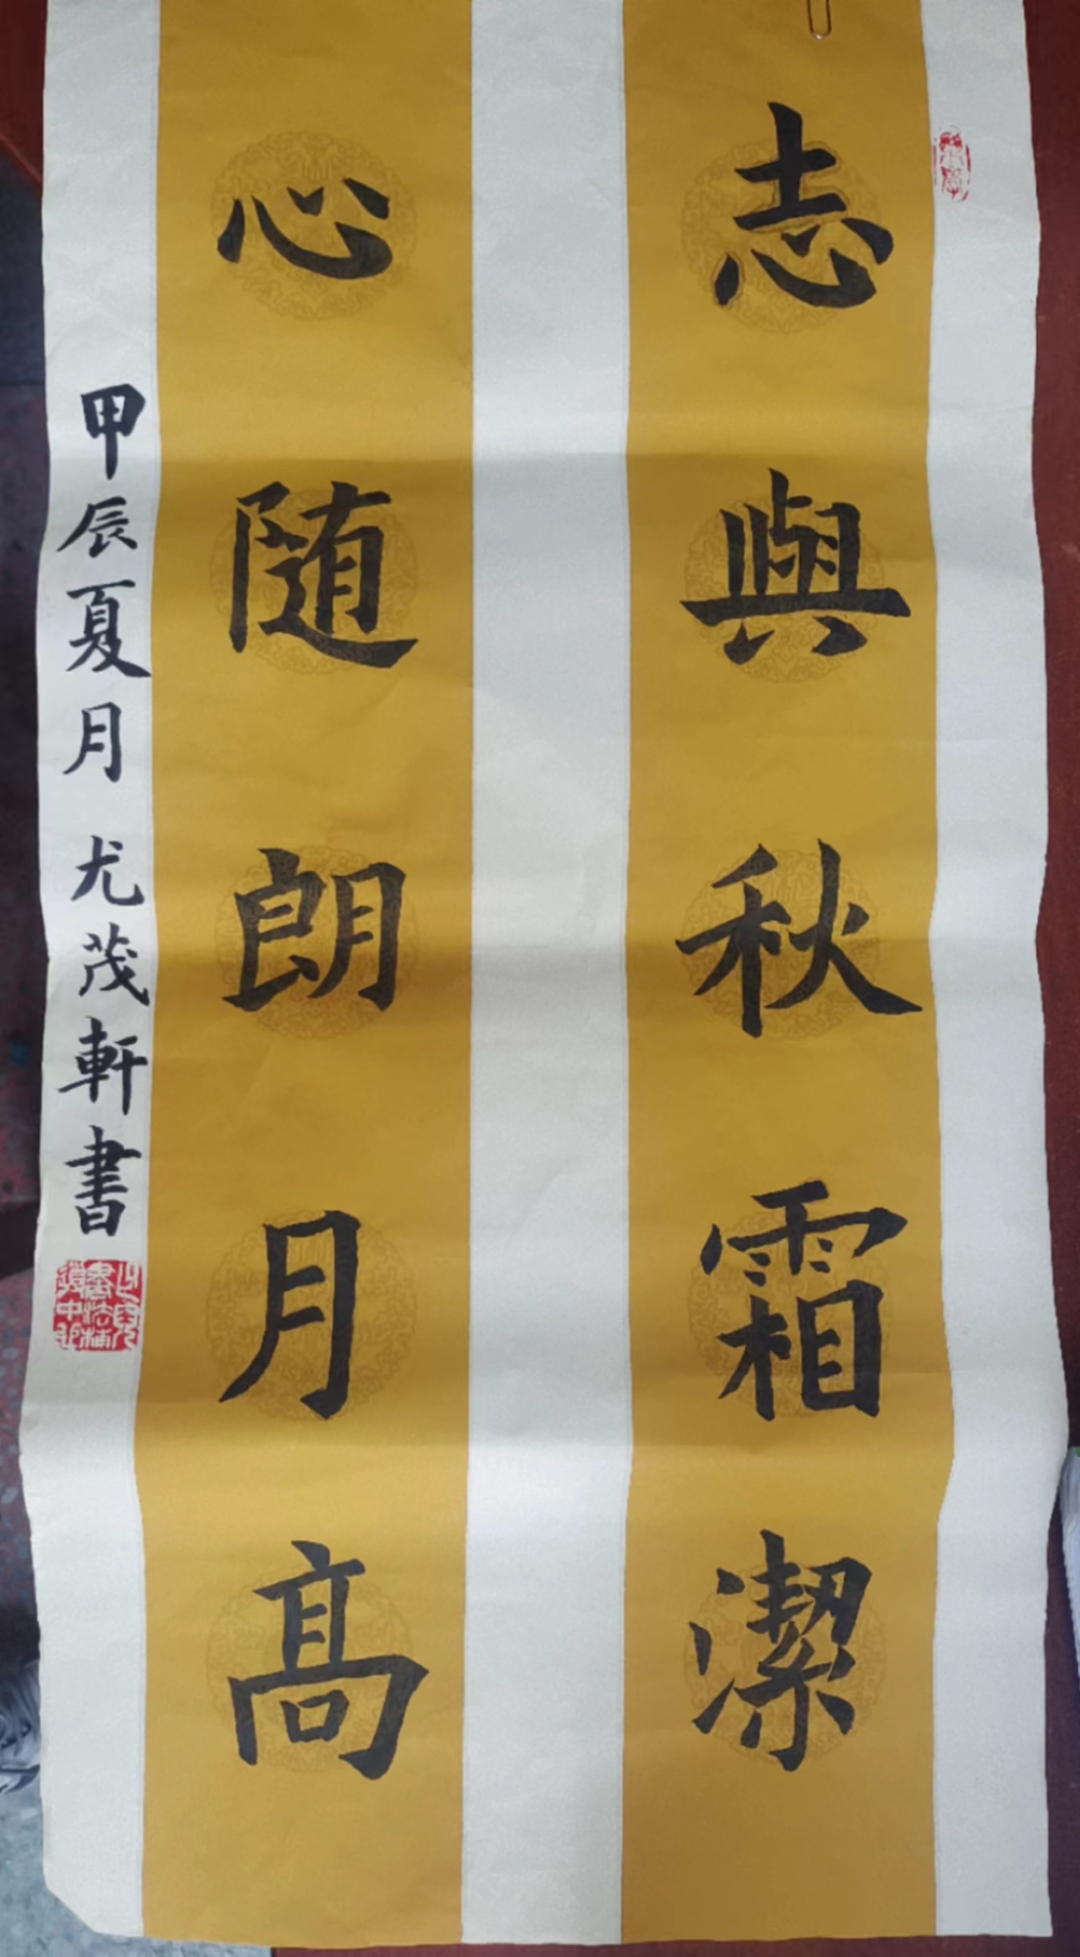 志與秋霜潔
心随朗月高
甲辰夏月 尤茂軒書